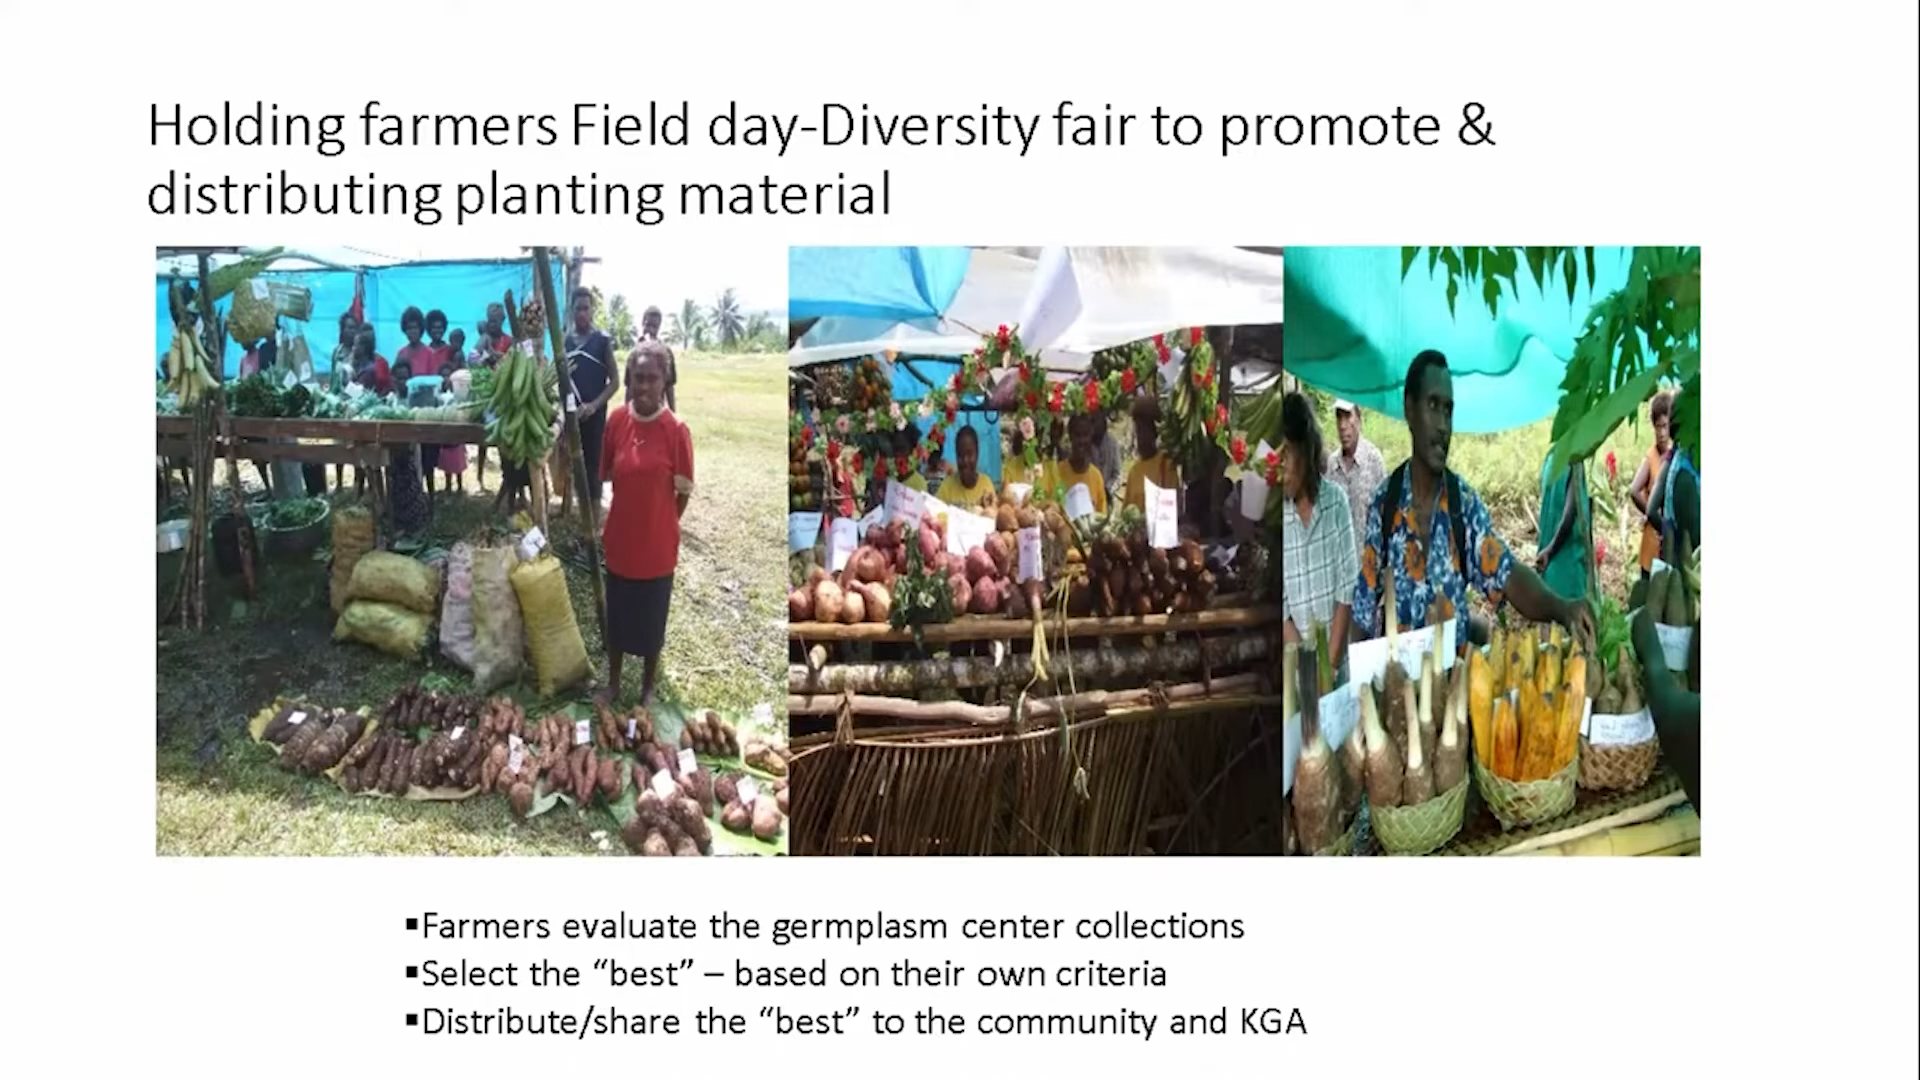 Holding farmers Field day-Diversity fair to promote &
distributing planting material
▪Farmers evaluate the germplasm center collections
▪Select the “best” – based on their own criteria
▪Distribute/share the “best” to the community and KGA